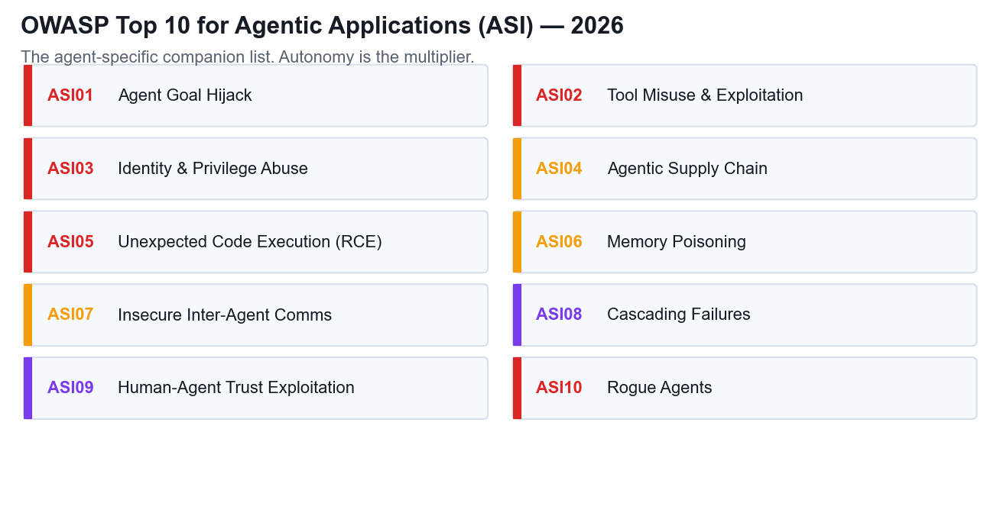 OWASP Top 10 for Agentic Applications (ASI) — 2026
The agent-specific companion list. Autonomy is the multiplier.
ASI01 Agent Goal Hijack
ASI02 Tool Misuse & Exploitation
ASI03 Identity & Privilege Abuse
ASI04 Agentic Supply Chain
ASI05 Unexpected Code Execution (RCE)
ASI06 Memory Poisoning
ASI07 Insecure Inter-Agent Comms
ASI08 Cascading Failures
ASI09 Human-Agent Trust Exploitation
ASI10 Rogue Agents